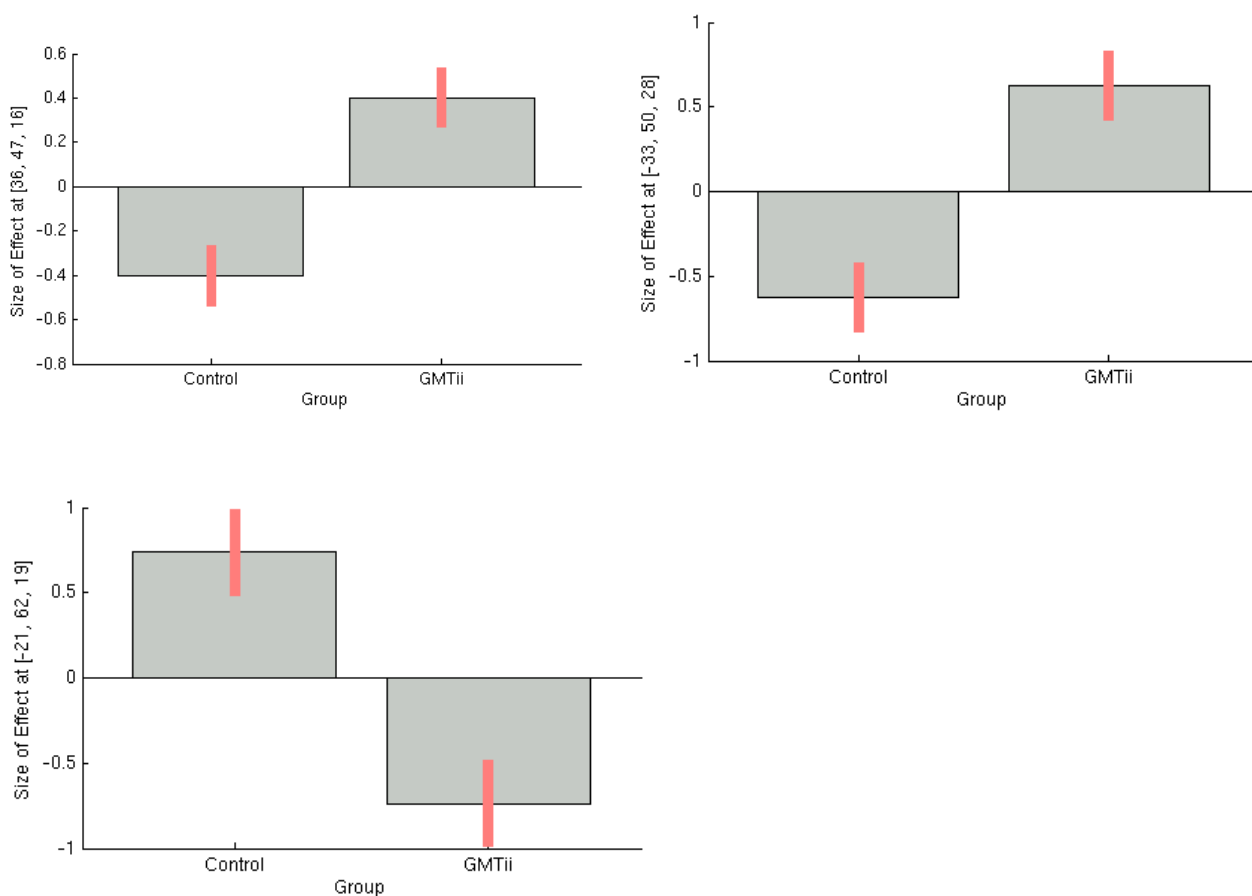 Size of Effect at [36, 47, 16]
0.6
0.4
0.2
0
-0.2
-0.4
-0.6
-0.8
Control GMTii
Group
Size of Effect at [-33, 50, 28]
1
0.5
0
-0.5
-1
Control GMTii
Group
Size of Effect at [-21, 62, 19]
1
0.5
0
-0.5
-1
Control GMTii
Group